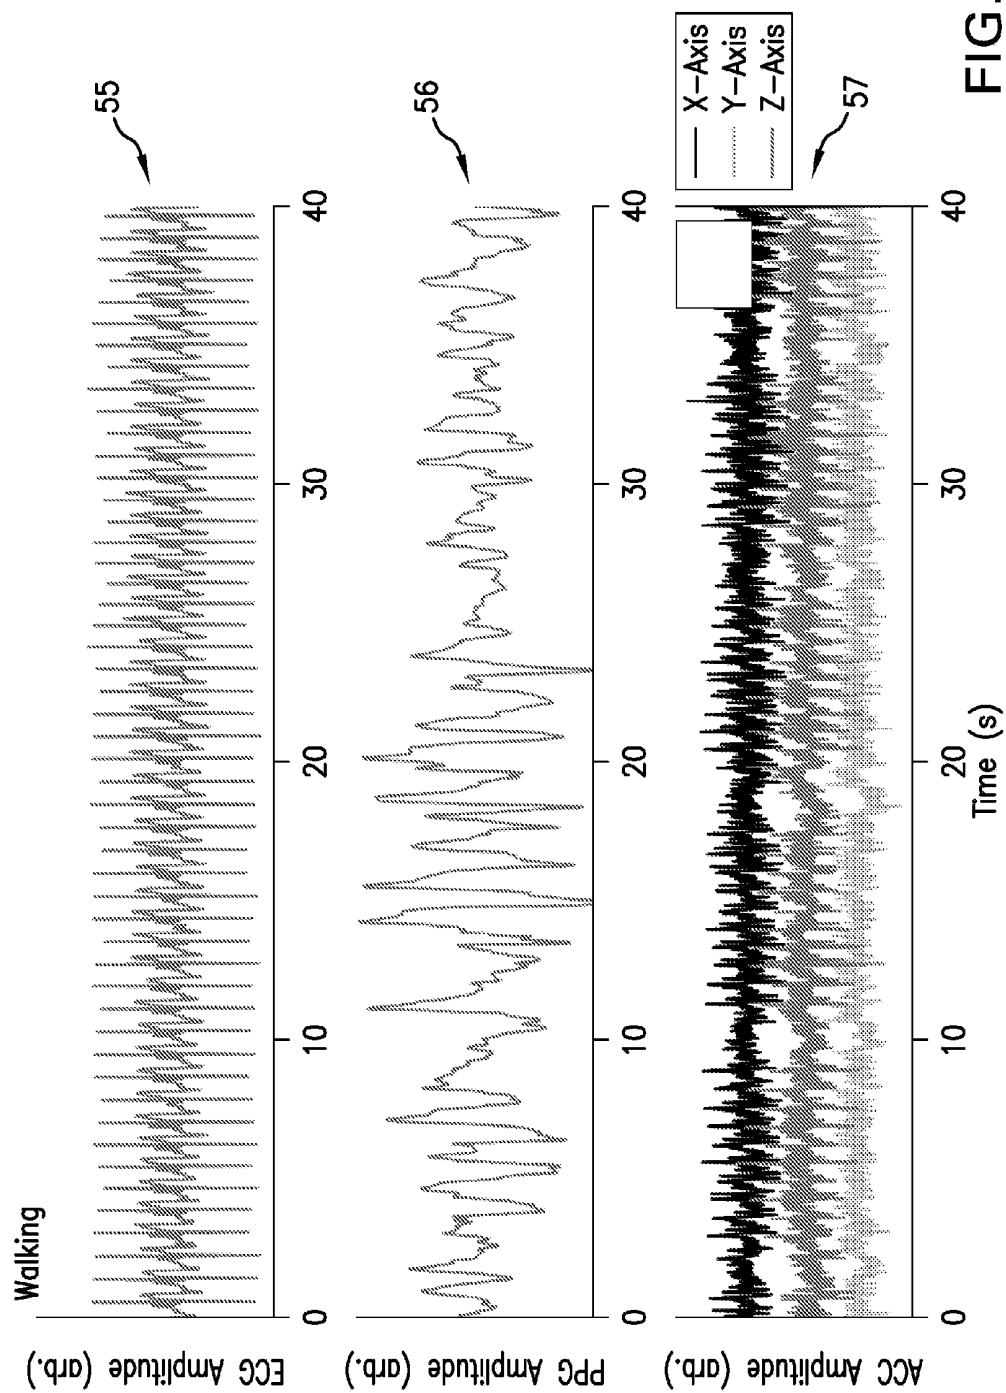 Walking
ECG Amplitude (arb.)
0
10
20
30
40
55
PPG Amplitude (arb.)
0
10
20
30
40
56
ACC Amplitude (arb.)
0
10
20
30
40
Time (s)
X-Axis
Y-Axis
Z-Axis
57
FIG.